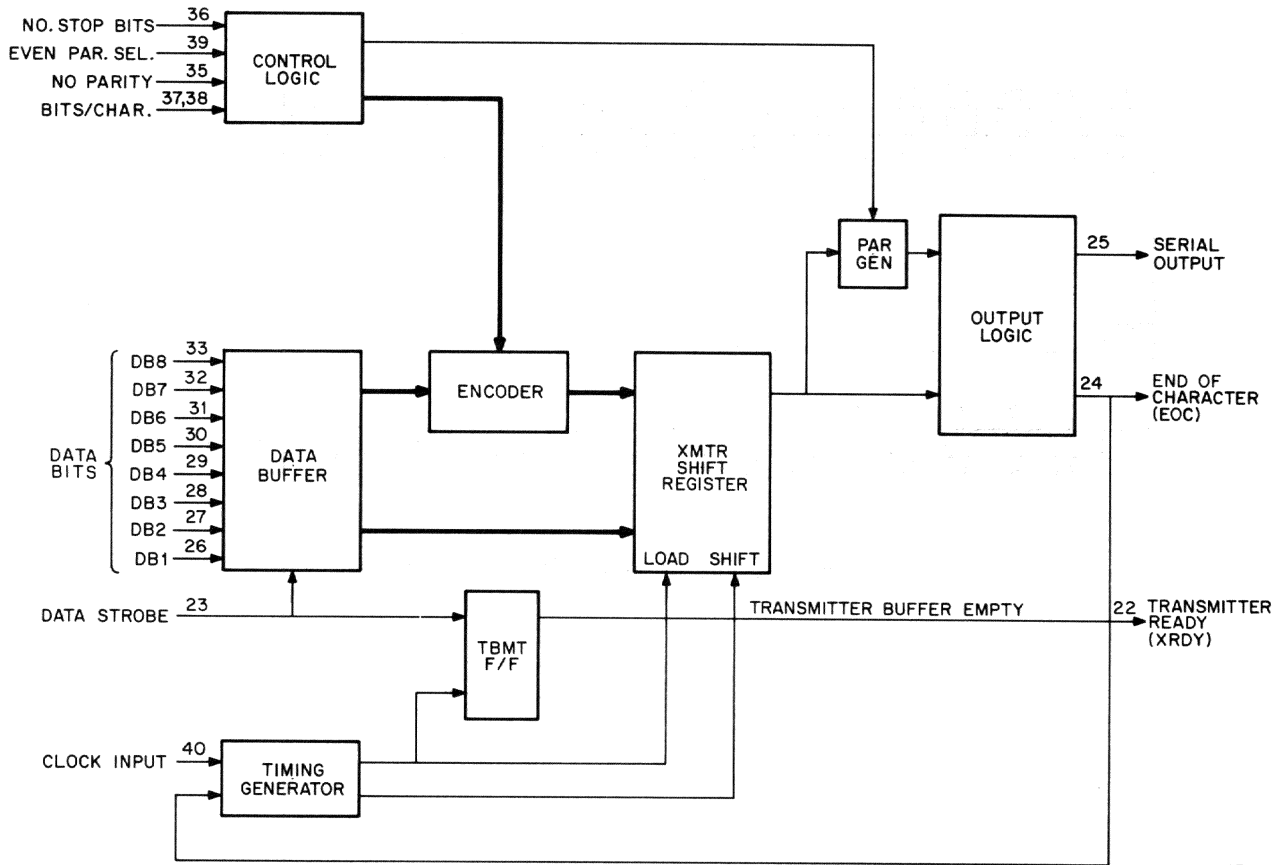 NO. STOP BITS 36
EVEN PAR. SEL. 39
NO PARITY 35
BITS/CHAR. 37,38
CONTROL
LOGIC
PAR
GEN
OUTPUT
LOGIC
25 SERIAL
OUTPUT
24 END OF
CHARACTER
(EOC)
DATA
BITS
DB8 33
DB7 32
DB6 31
DB5 30
DB4 29
DB3 28
DB2 27
DB1 26
DATA
BUFFER
ENCODER
XMTR
SHIFT
REGISTER
LOAD SHIFT
DATA STROBE 23
TBMT
F/F
TRANSMITTER BUFFER EMPTY
22 TRANSMITTER
READY
(XRDY)
CLOCK INPUT 40
TIMING
GENERATOR